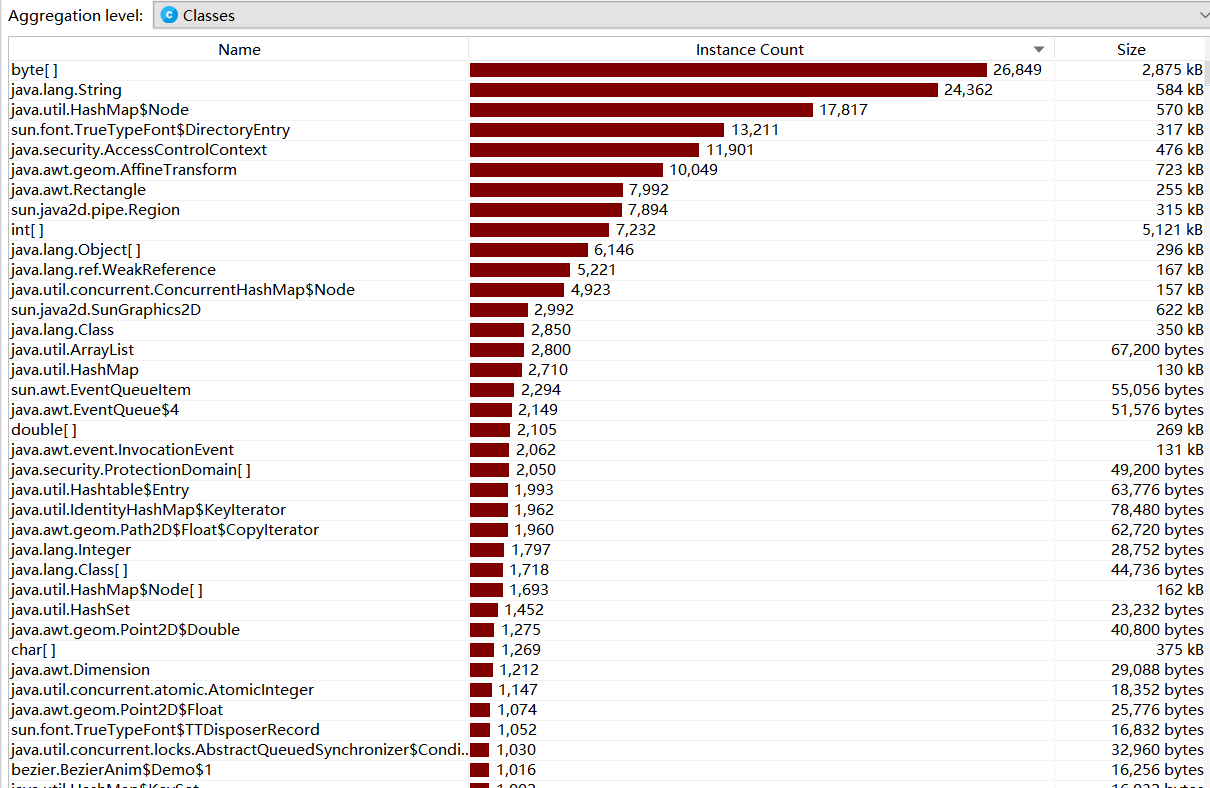 Aggregation level: Classes
Name Instance Count Size
byte[] 26,849 2,875 kB
java.lang.String 24,362 584 kB
java.util.HashMap$Node 17,817 570 kB
sun.font.TrueTypeFont$DirectoryEntry 13,211 317 kB
java.security.AccessControlContext 11,901 476 kB
java.awt.geom.AffineTransform 10,049 723 kB
java.awt.Rectangle 7,992 255 kB
sun.java2d.pipe.Region 7,894 315 kB
int[] 7,232 5,121 kB
java.lang.Object[] 6,146 296 kB
java.lang.ref.WeakReference 5,221 167 kB
java.util.concurrent.ConcurrentHashMap$Node 4,923 157 kB
sun.java2d.SunGraphics2D 2,992 622 kB
java.lang.Class 2,850 350 kB
java.util.ArrayList 2,800 67,200 bytes
java.util.HashMap 2,710 130 kB
sun.awt.EventQueueItem 2,294 55,056 bytes
java.awt.EventQueue$4 2,149 51,576 bytes
double[] 2,105 269 kB
java.awt.event.InvocationEvent 2,062 131 kB
java.security.ProtectionDomain[] 2,050 49,200 bytes
java.util.Hashtable$Entry 1,993 63,776 bytes
java.util.IdentityHashMap$KeyIterator 1,962 78,480 bytes
java.awt.geom.Path2D$Float$CopyIterator 1,960 62,720 bytes
java.lang.Integer 1,797 28,752 bytes
java.lang.Class[] 1,718 44,736 bytes
java.util.HashMap$Node[] 1,693 162 kB
java.util.HashSet 1,452 23,232 bytes
java.awt.geom.Point2D$Double 1,275 40,800 bytes
char[] 1,269 375 kB
java.awt.Dimension 1,212 29,088 bytes
java.util.concurrent.atomic.AtomicInteger 1,147 18,352 bytes
java.awt.geom.Point2D$Float 1,074 25,776 bytes
sun.font.TrueTypeFont$TTDisposerRecord 1,052 16,832 bytes
java.util.concurrent.locks.AbstractQueuedSynchronizer$Condi... 1,030 32,960 bytes
bezier.BezierAnim$Demo$1 1,016 16,256 bytes